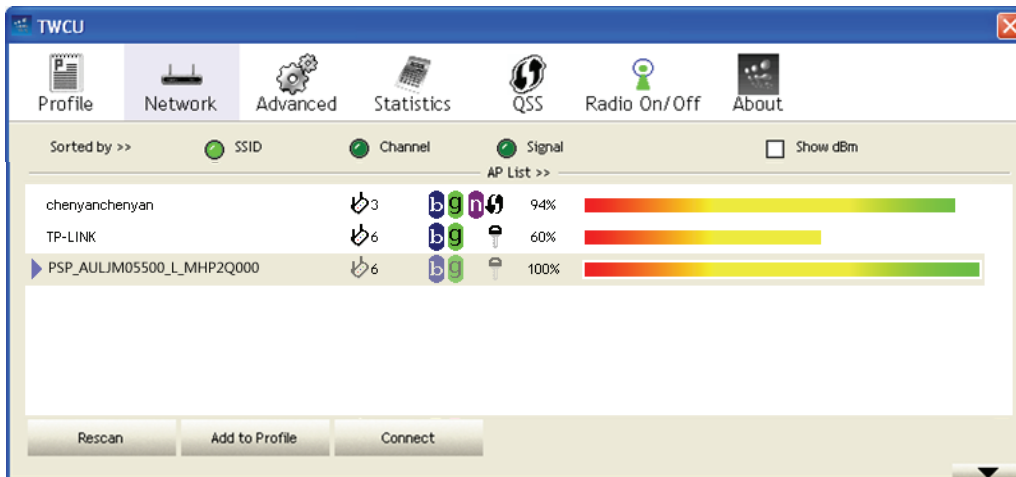 TWCU
Profile Network Advanced Statistics QSS Radio On/Off About
Sorted by >> SSID Channel Signal Show dBm
AP List >>
chenyanchenyan 3 b g n 94%
TP-LINK 6 b g 60%
PSP_AULJM05500_L_MHP2Q000 6 b g 100%
Rescan Add to Profile Connect